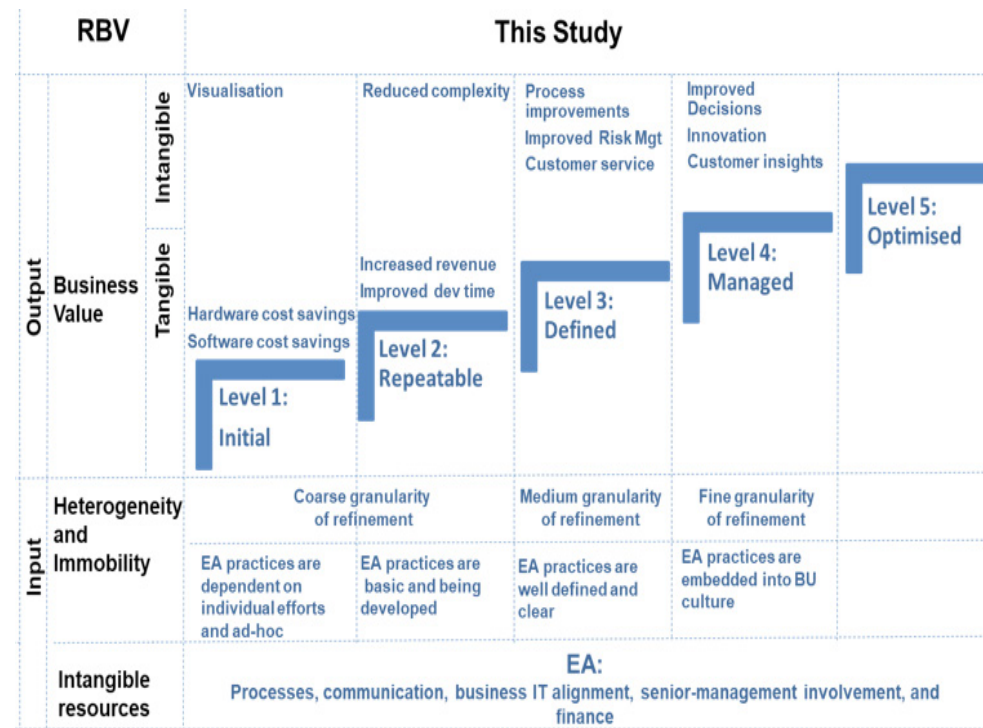 RBV
This Study
Output
Business
Value
Intangible
Tangible
Visualisation
Hardware cost savings
Software cost savings
Level 1:
Initial
Reduced complexity
Increased revenue
Improved dev time
Level 2:
Repeatable
Process
improvements
Improved Risk Mgt
Customer service
Level 3:
Defined
Improved
Decisions
Innovation
Customer insights
Level 4:
Managed
Level 5:
Optimised
Input
Heterogeneity
and
Immobility
Coarse granularity
of refinement
Medium granularity
of refinement
Fine granularity
of refinement
EA practices are
dependent on
individual efforts
and ad-hoc
EA practices are
basic and being
developed
EA practices are
well defined and
clear
EA practices are
embedded into BU
culture
Intangible
resources
EA:
Processes, communication, business IT alignment, senior-management involvement, and
finance